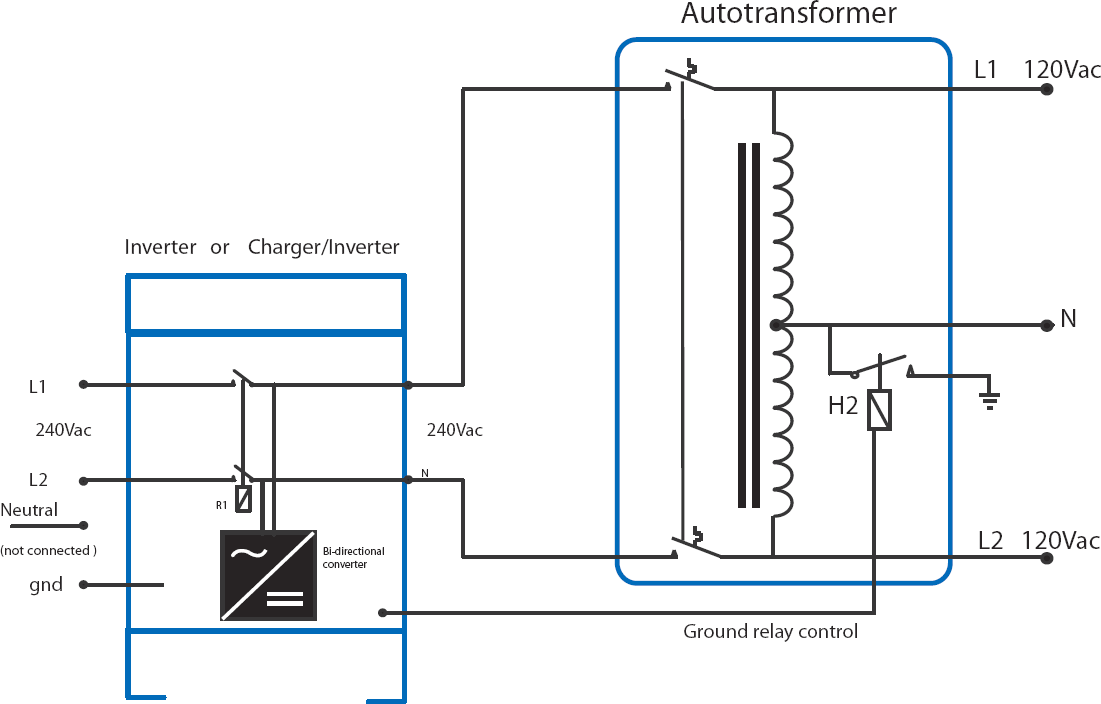 Autotransformer
L1 120Vac
Inverter or Charger/Inverter
N
L1
H2
240Vac
240Vac
L2
N
R1
Neutral
L2 120Vac
(not connected )
Bi-directional
converter
gnd
Ground relay control